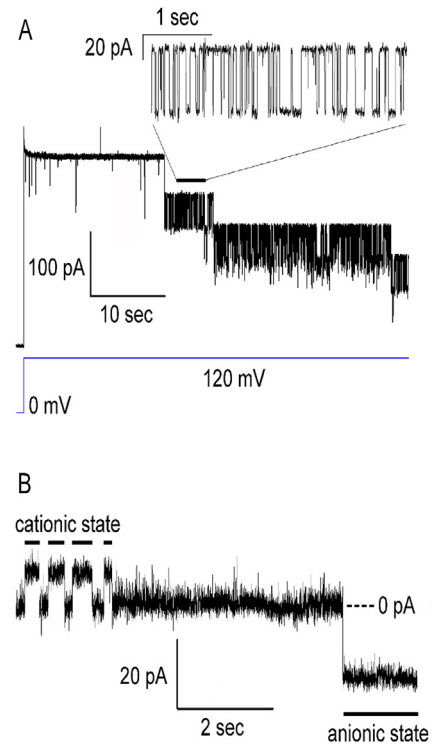 A
1 sec
20 pA
100 pA
10 sec
120 mV
0 mV
B
cationic state
0 pA
20 pA
2 sec
anionic state